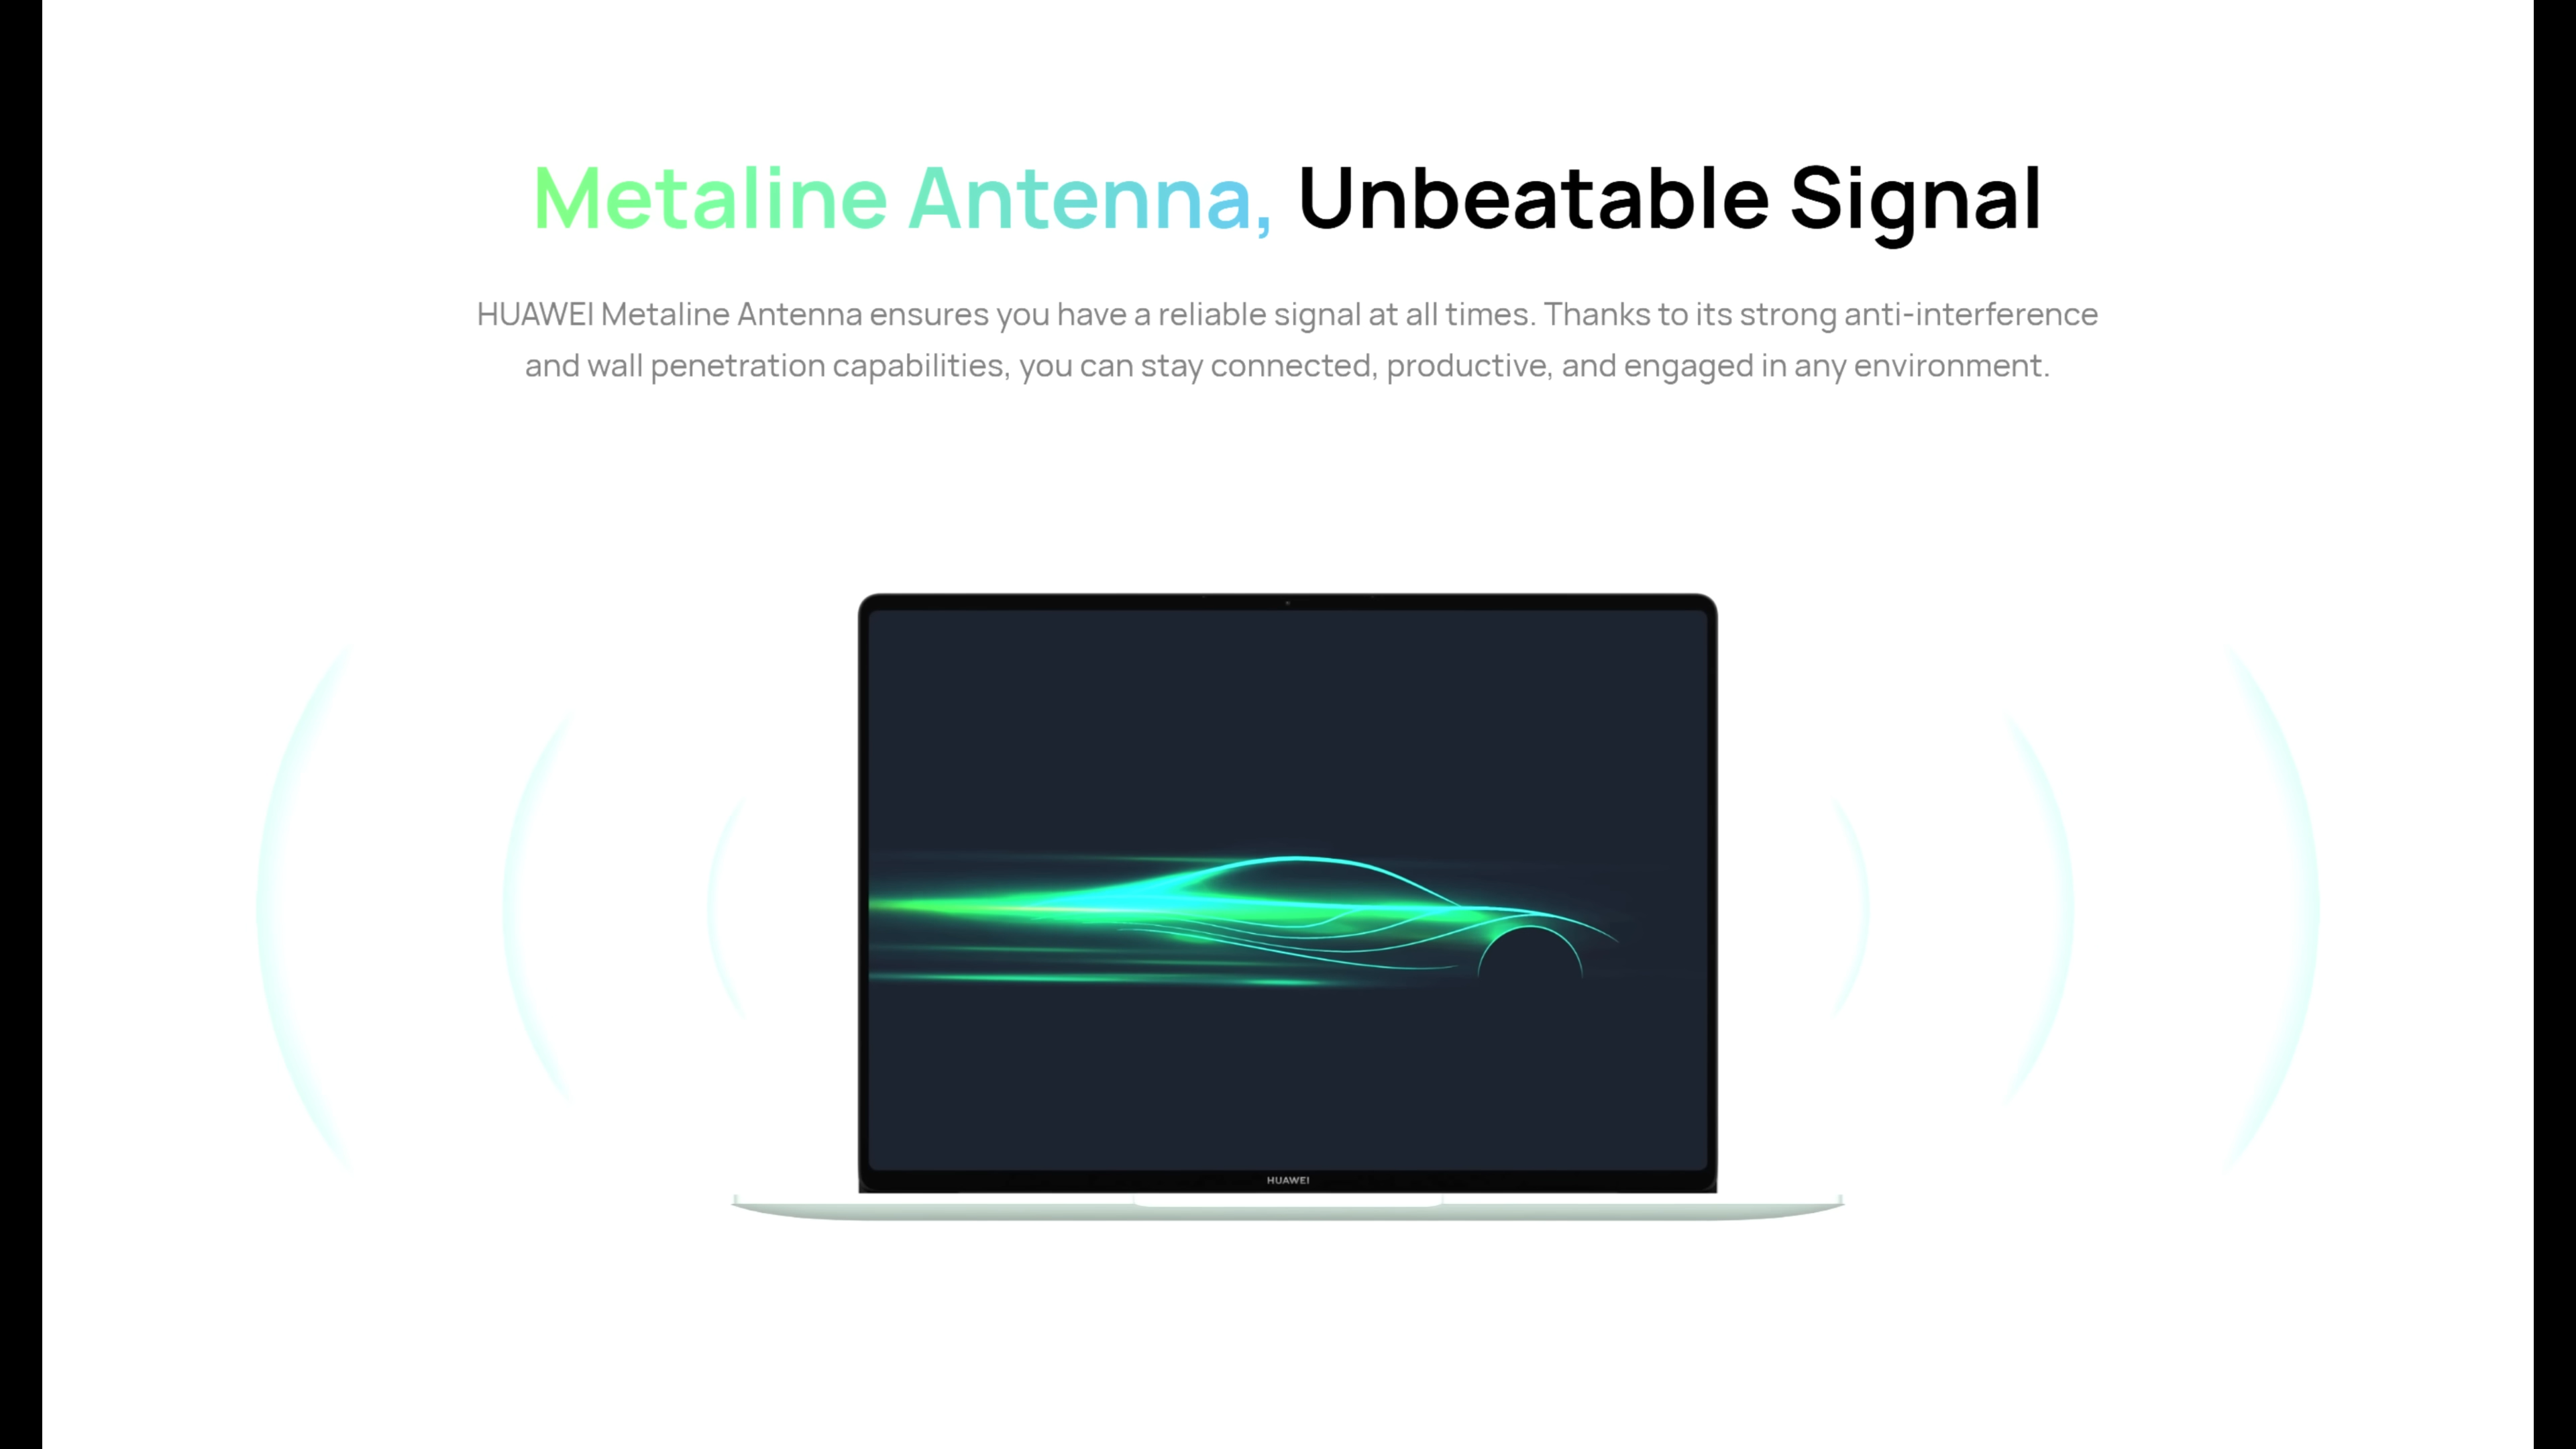 Metaline Antenna, Unbeatable Signal
HUAWEI Metaline Antenna ensures you have a reliable signal at all times. Thanks to its strong anti-interference
and wall penetration capabilities, you can stay connected, productive, and engaged in any environment.
HUAWEI